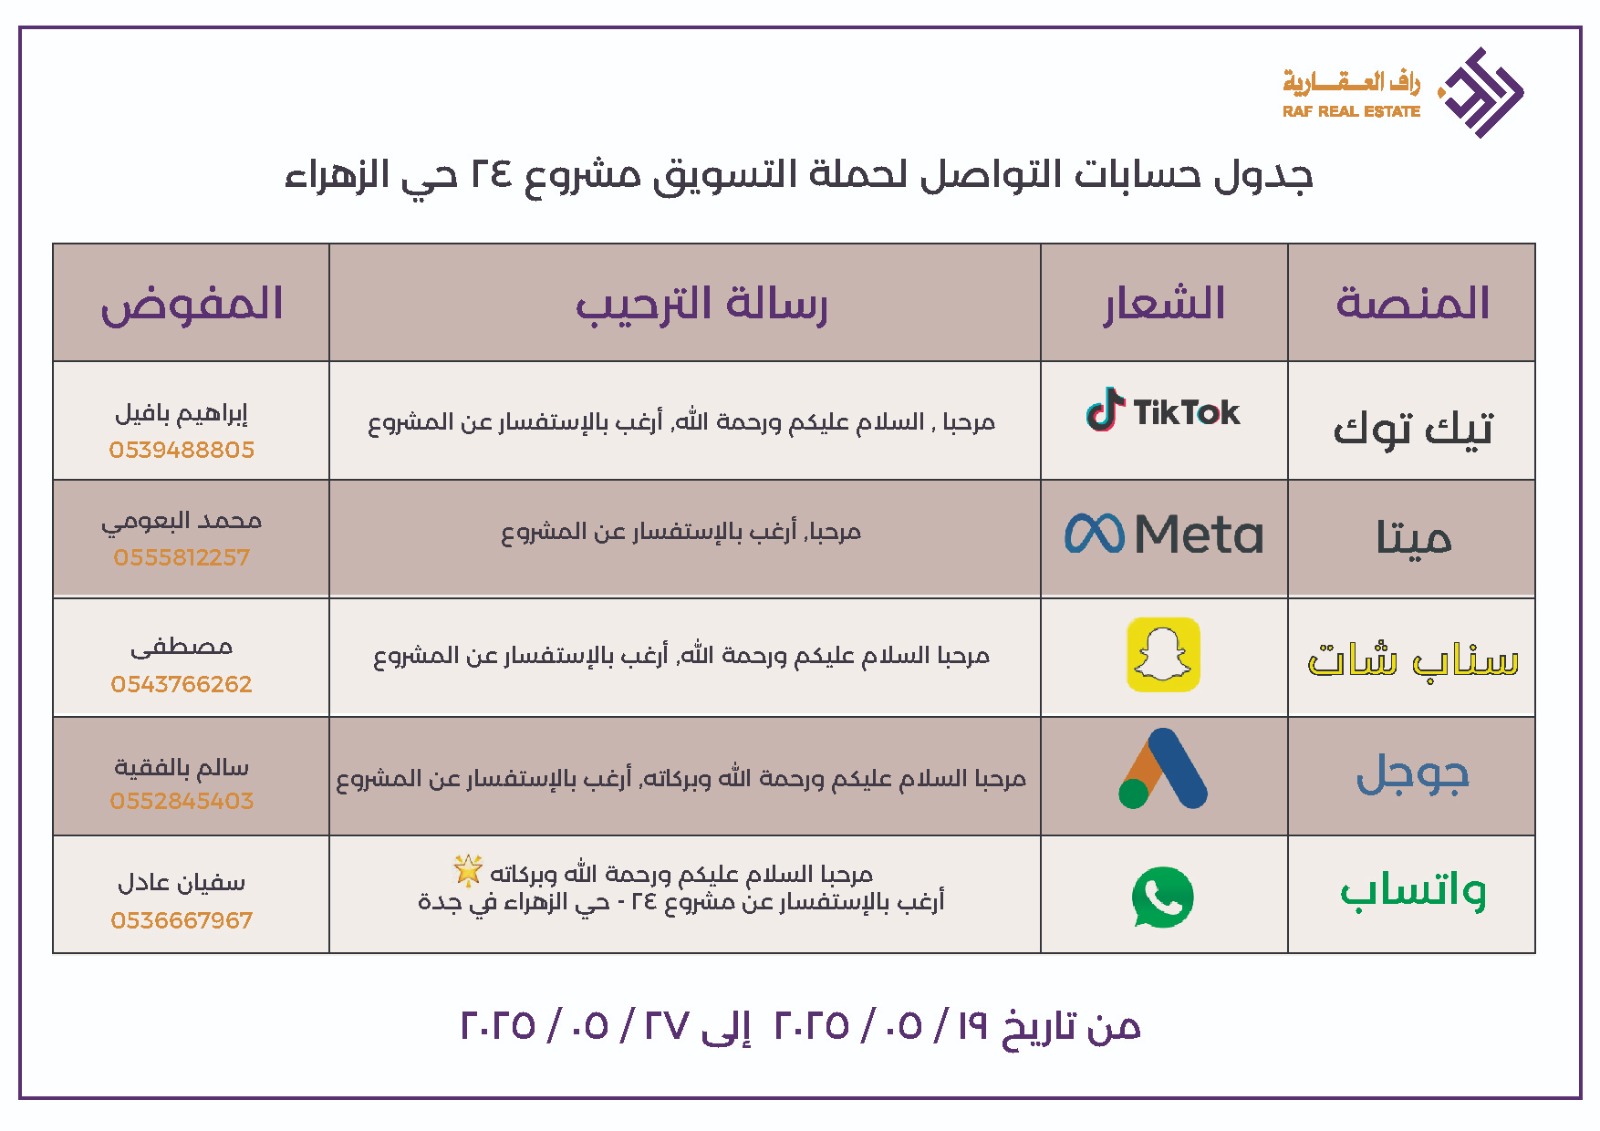 راف العقارية
RAF REAL ESTATE
جدول حسابات التواصل لحملة التسويق مشروع ٢٤ حي الزهراء
المنصة الشعار رسالة الترحيب المفوض
تيك توك TikTok مرحبا , السلام عليكم ورحمة الله, أرغب بالإستفسار عن المشروع إبراهيم بافيل
0539488805
ميتا Meta مرحبا, أرغب بالإستفسار عن المشروع محمد البعومي
0555812257
سناب شات مرحبا السلام عليكم ورحمة الله, أرغب بالإستفسار عن المشروع مصطفى
0543766262
جوجل مرحبا السلام عليكم ورحمة الله وبركاته, أرغب بالإستفسار عن المشروع سالم بالفقية
0552845403
واتساب مرحبا السلام عليكم ورحمة الله وبركاته 🌟 سفيان عادل
أرغب بالإستفسار عن مشروع ٢٤ - حي الزهراء في جدة 0536667967
من تاريخ ١٩ / ٠٥ / ٢٠٢٥ إلى ٢٧ / ٠٥ / ٢٠٢٥